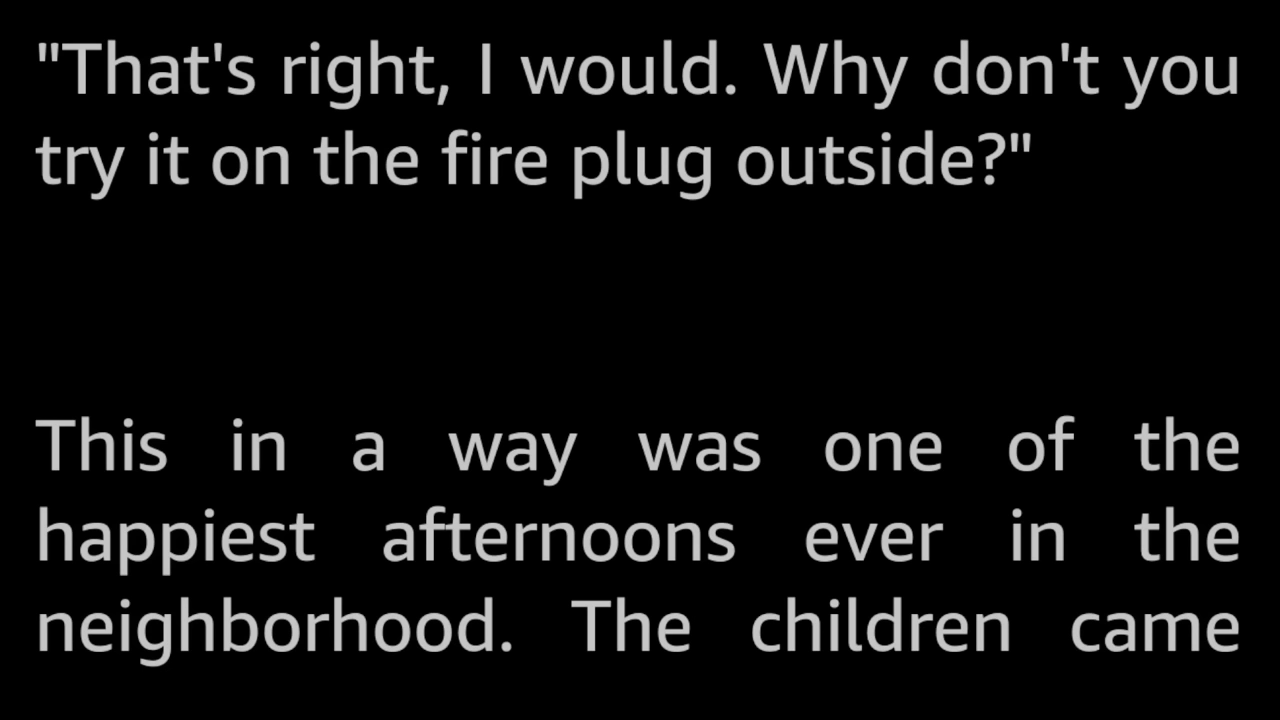 "That's right, I would. Why don't you
try it on the fire plug outside?"
This in a way was one of the
happiest afternoons ever in the
neighborhood. The children came